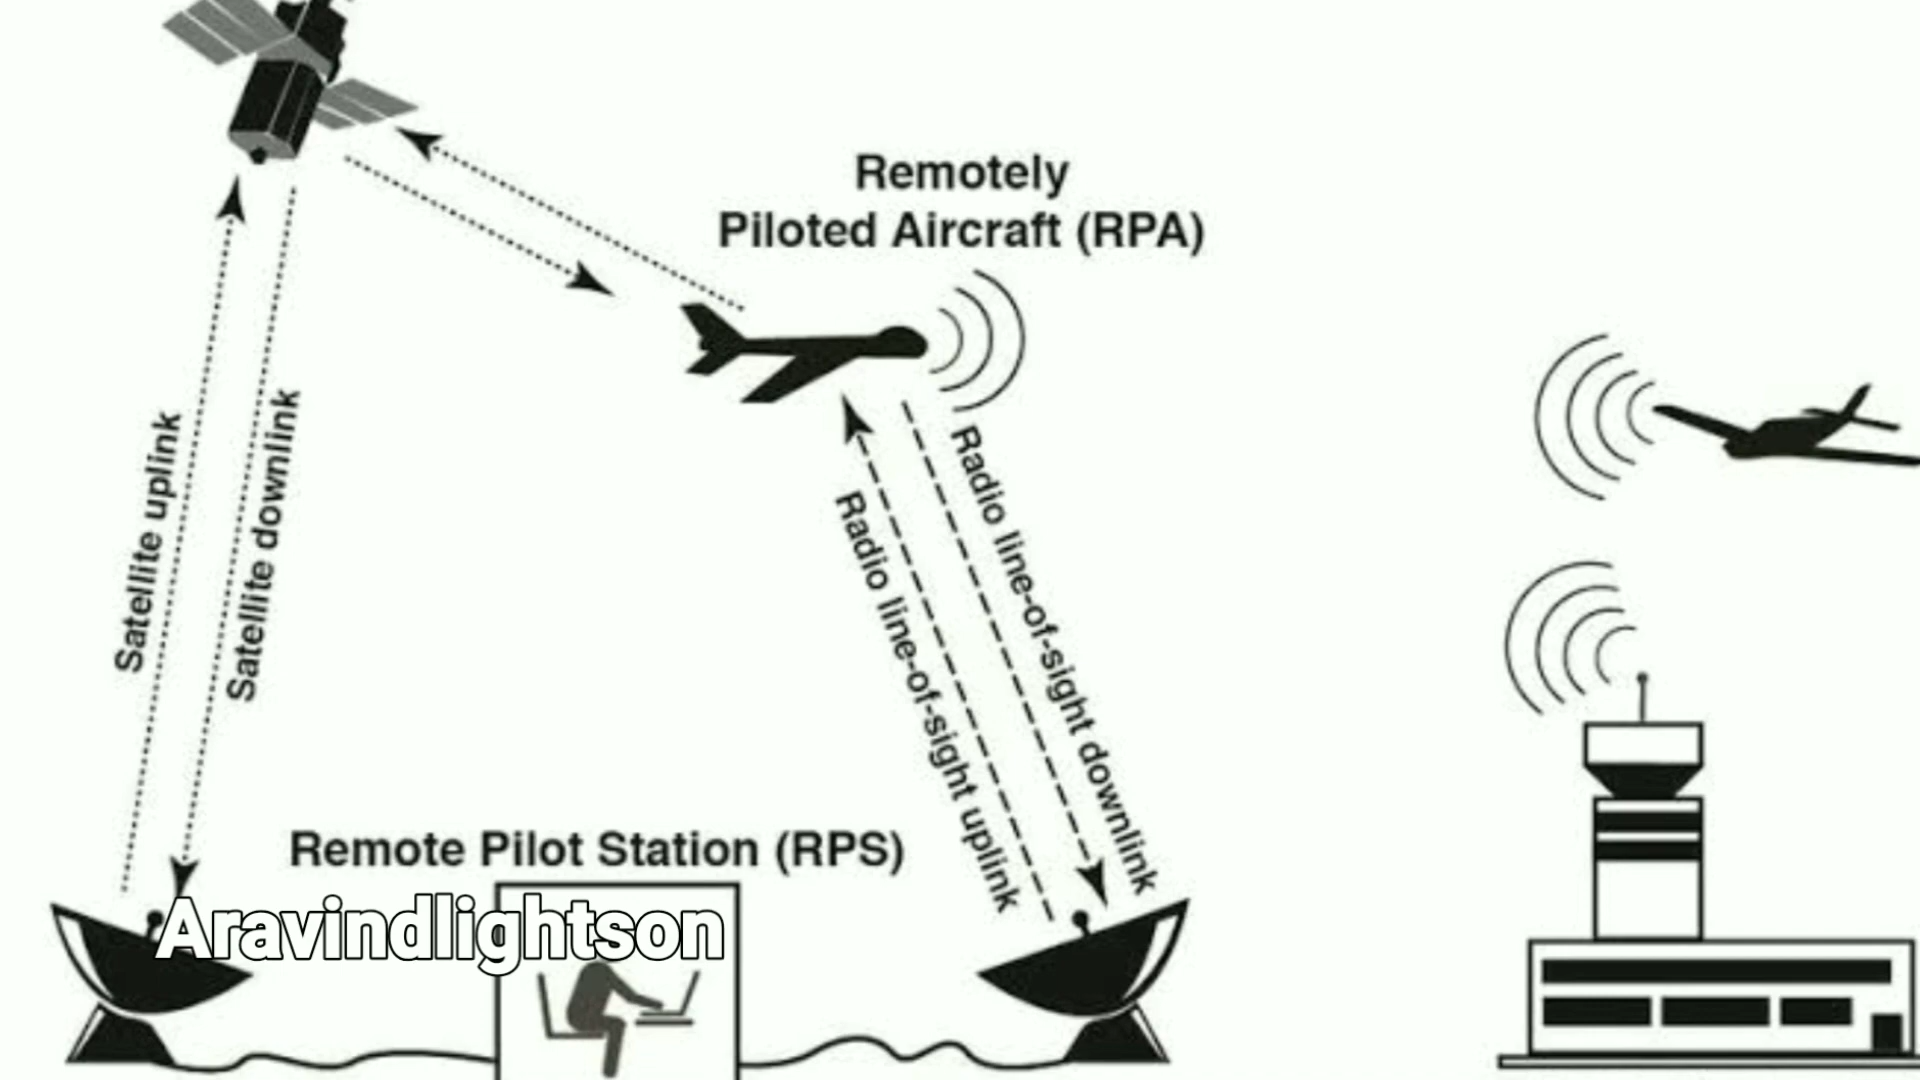 Remotely
Piloted Aircraft (RPA)
Satellite uplink
Satellite downlink
Radio line-of-sight uplink
Radio line-of-sight downlink
Remote Pilot Station (RPS)
Aravindlightson